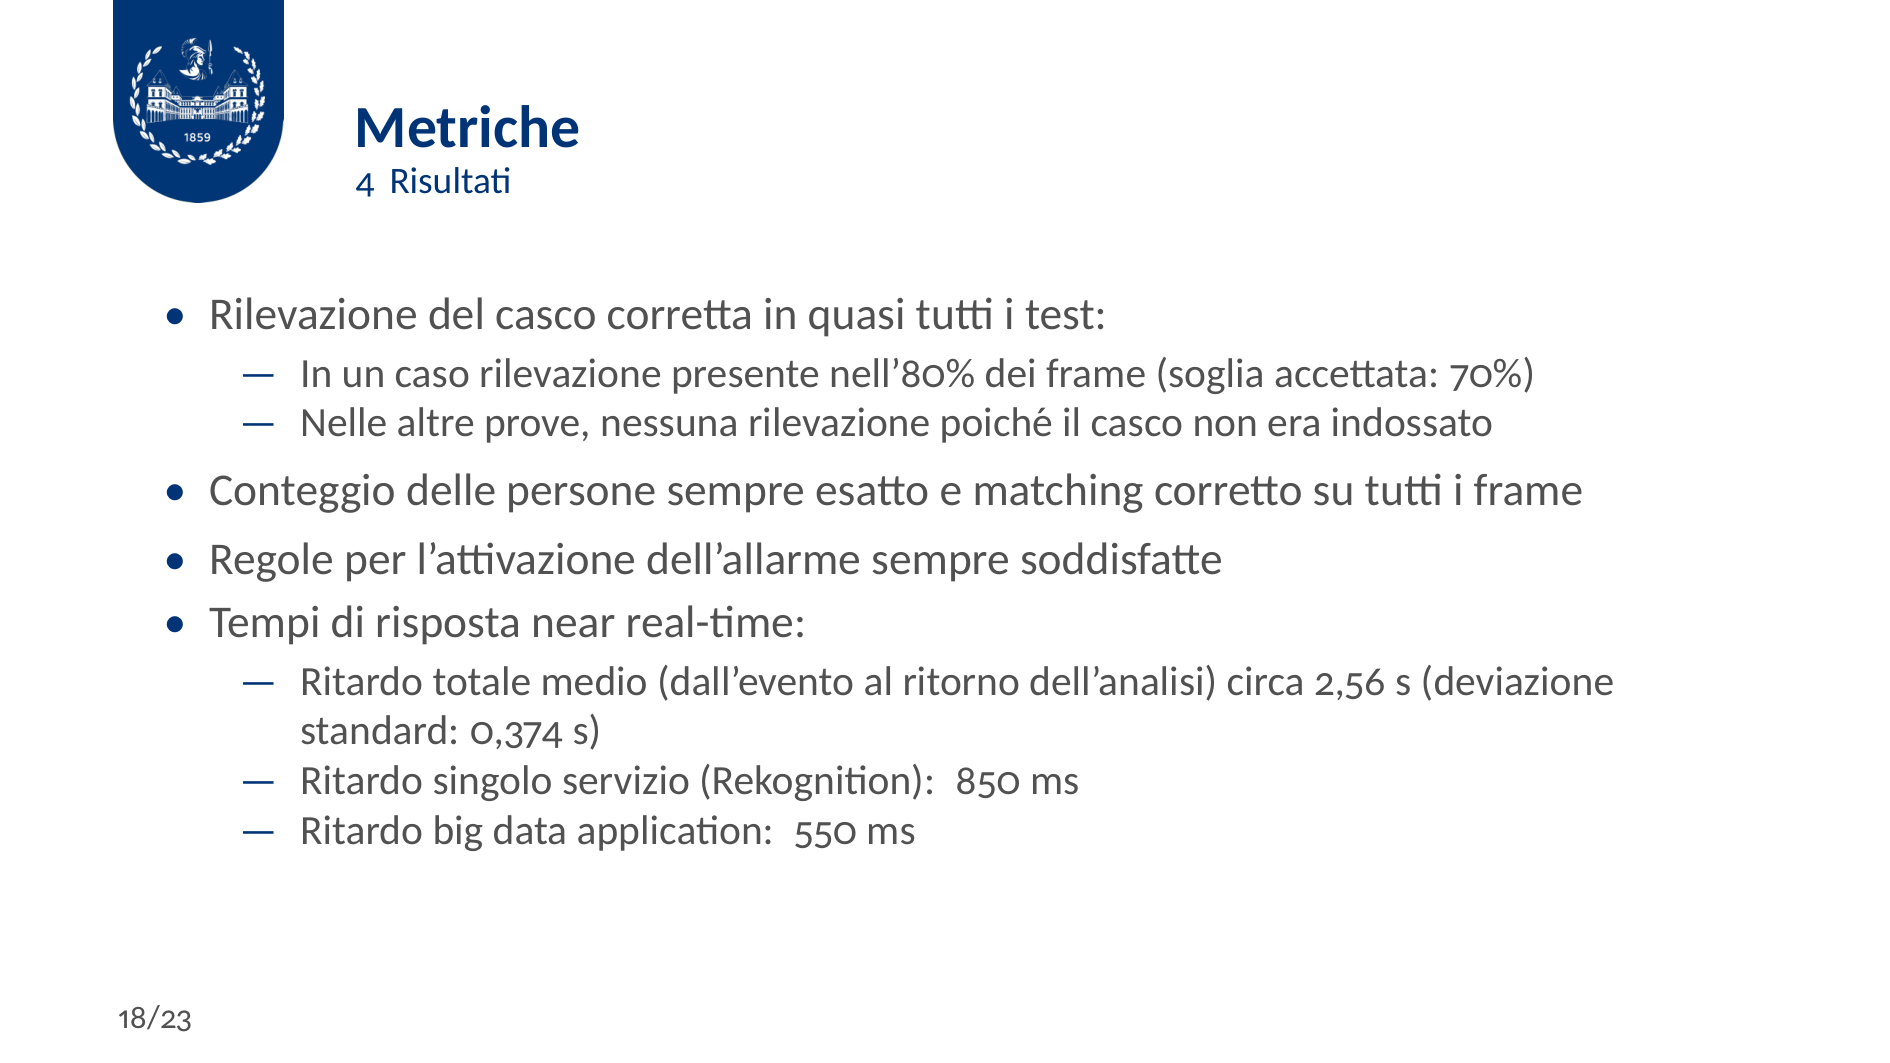 1859
Metriche
4 Risultati
• Rilevazione del casco corretta in quasi tutti i test:
— In un caso rilevazione presente nell’80% dei frame (soglia accettata: 70%)
— Nelle altre prove, nessuna rilevazione poiché il casco non era indossato
• Conteggio delle persone sempre esatto e matching corretto su tutti i frame
• Regole per l’attivazione dell’allarme sempre soddisfatte
• Tempi di risposta near real-time:
— Ritardo totale medio (dall’evento al ritorno dell’analisi) circa 2,56 s (deviazione
standard: 0,374 s)
— Ritardo singolo servizio (Rekognition): 850 ms
— Ritardo big data application: 550 ms
18/23